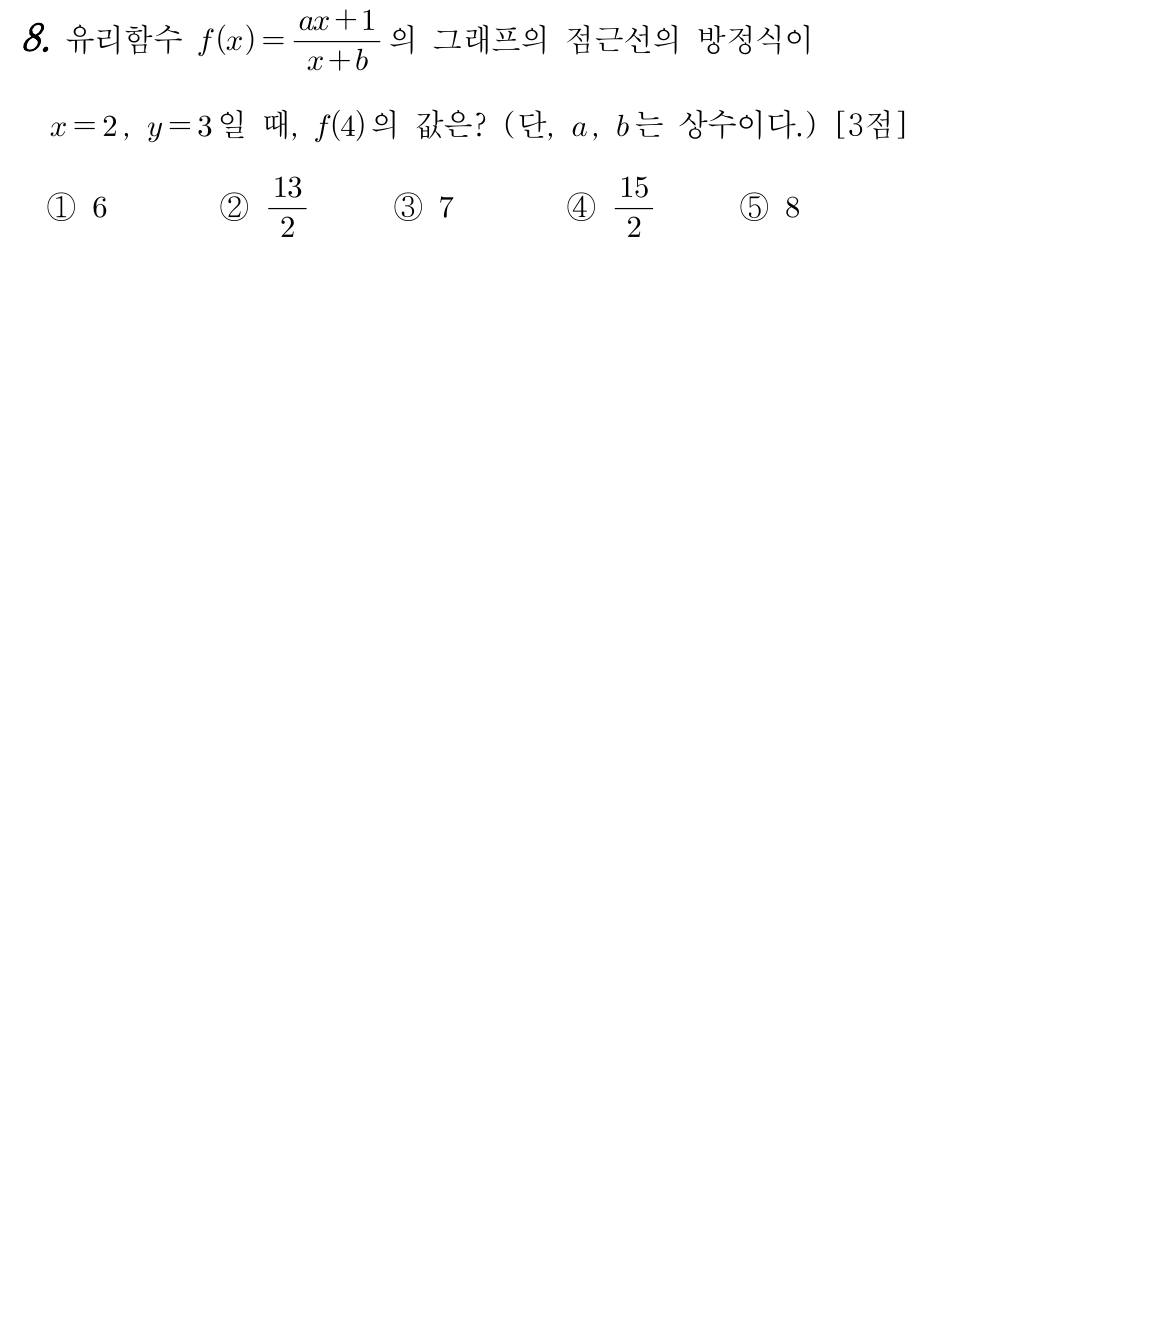 8. 유리함수 f(x)=\frac{ax+1}{x+b}의 그래프의 점근선의 방정식이
x=2, y=3일 때, f(4)의 값은? (단, a, b는 상수이다.) [3점]
① 6 ② \frac{13}{2} ③ 7 ④ \frac{15}{2} ⑤ 8